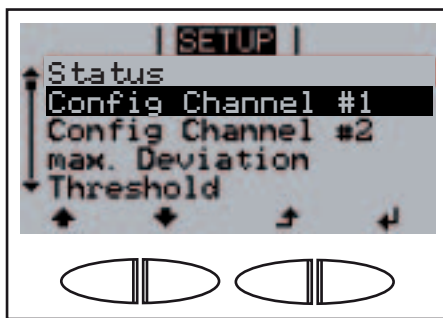 SETUP
Status
Config Channel #1
Config Channel #2
max. Deviation
Threshold